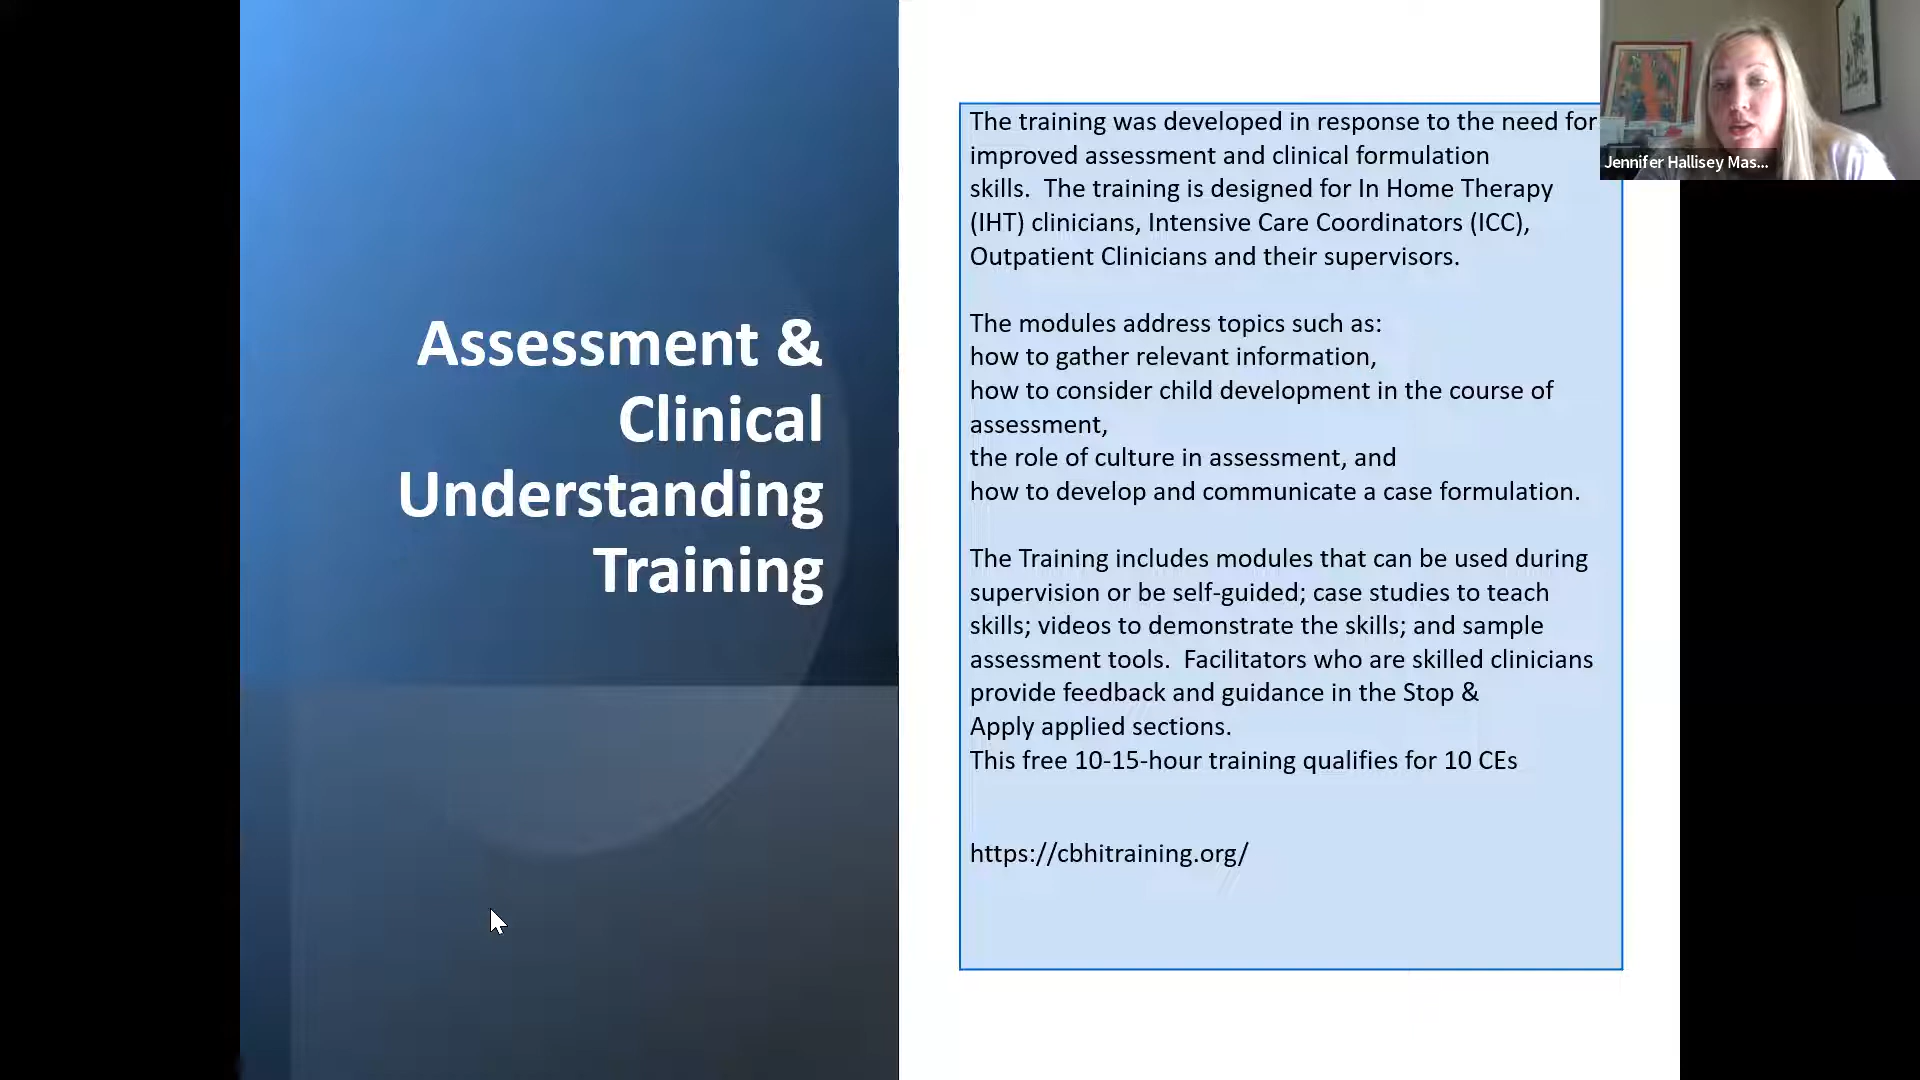 Assessment &
Clinical
Understanding
Training
The training was developed in response to the need for
improved assessment and clinical formulation
skills.  The training is designed for In Home Therapy
(IHT) clinicians, Intensive Care Coordinators (ICC),
Outpatient Clinicians and their supervisors.
The modules address topics such as:
how to gather relevant information,
how to consider child development in the course of
assessment,
the role of culture in assessment, and
how to develop and communicate a case formulation.
The Training includes modules that can be used during
supervision or be self-guided; case studies to teach
skills; videos to demonstrate the skills; and sample
assessment tools.  Facilitators who are skilled clinicians
provide feedback and guidance in the Stop &
Apply applied sections.
This free 10-15-hour training qualifies for 10 CEs
https://cbhitraining.org/
Jennifer Hallisey Mas...